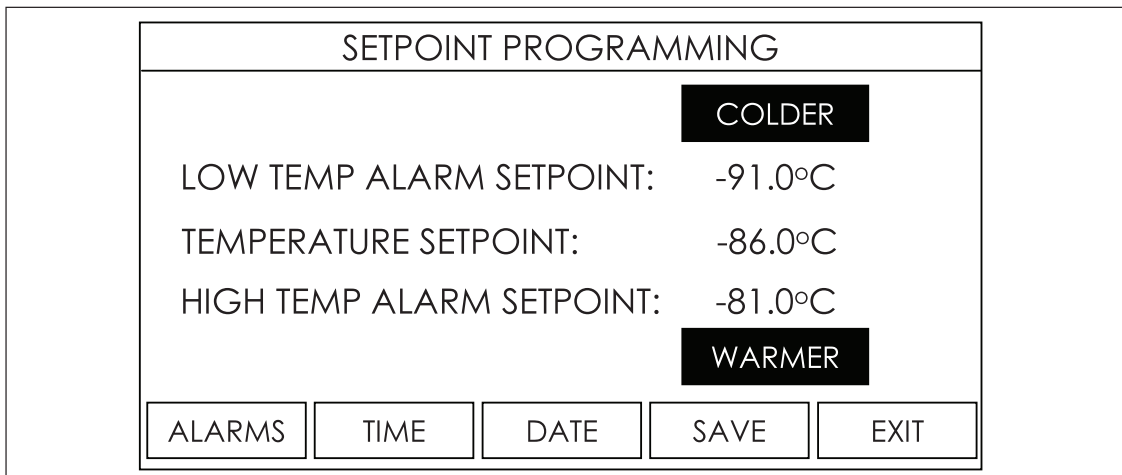 SETPOINT PROGRAMMING
COLDER
LOW TEMP ALARM SETPOINT: -91.0°C
TEMPERATURE SETPOINT: -86.0°C
HIGH TEMP ALARM SETPOINT: -81.0°C
WARMER
ALARMS TIME DATE SAVE EXIT